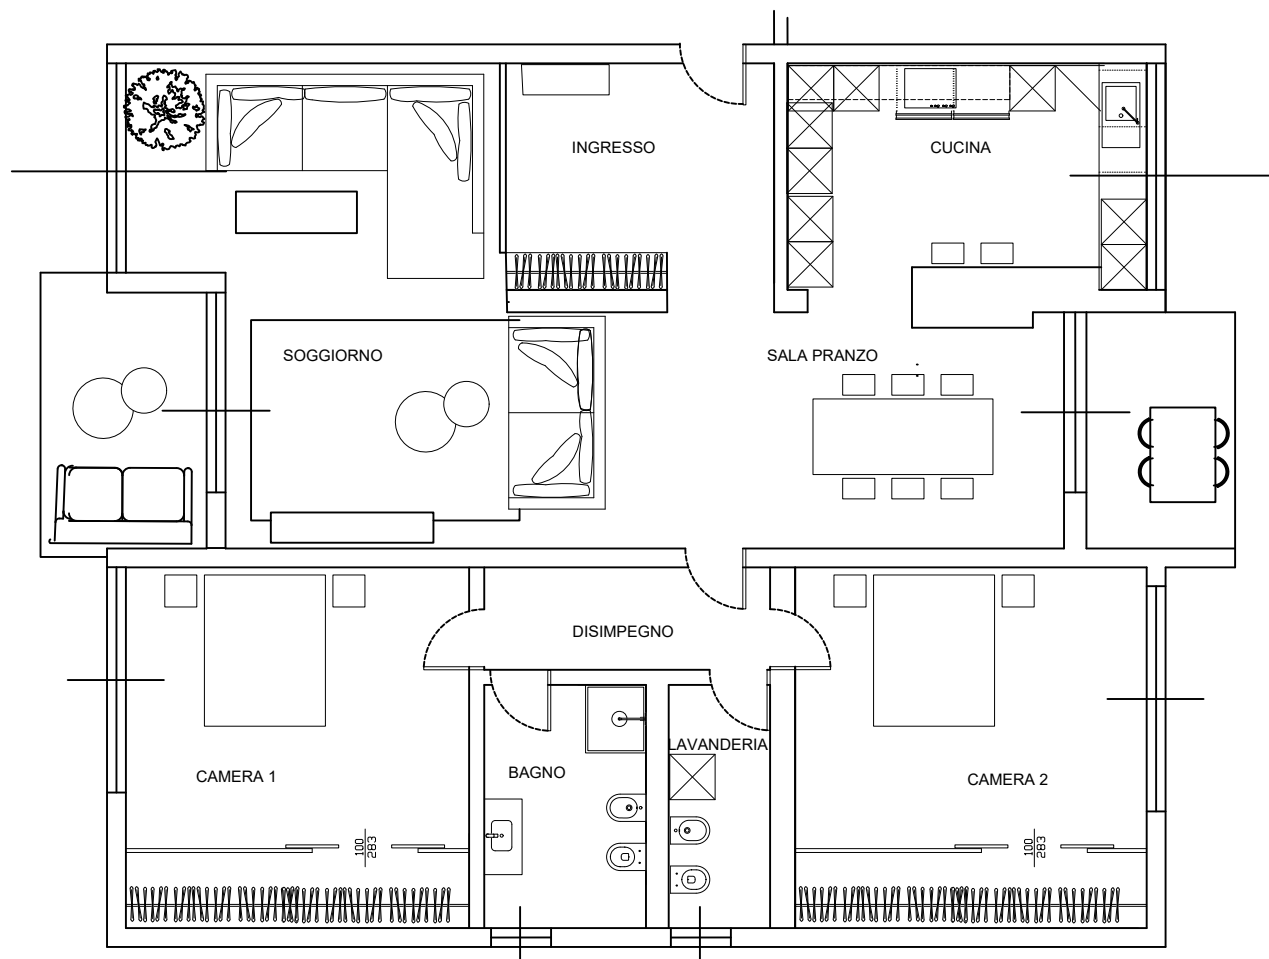 INGRESSO
CUCINA
SOGGIORNO
SALA PRANZO
DISIMPEGNO
LAVANDERIA
BAGNO
CAMERA 1
CAMERA 2
100
283
100
283